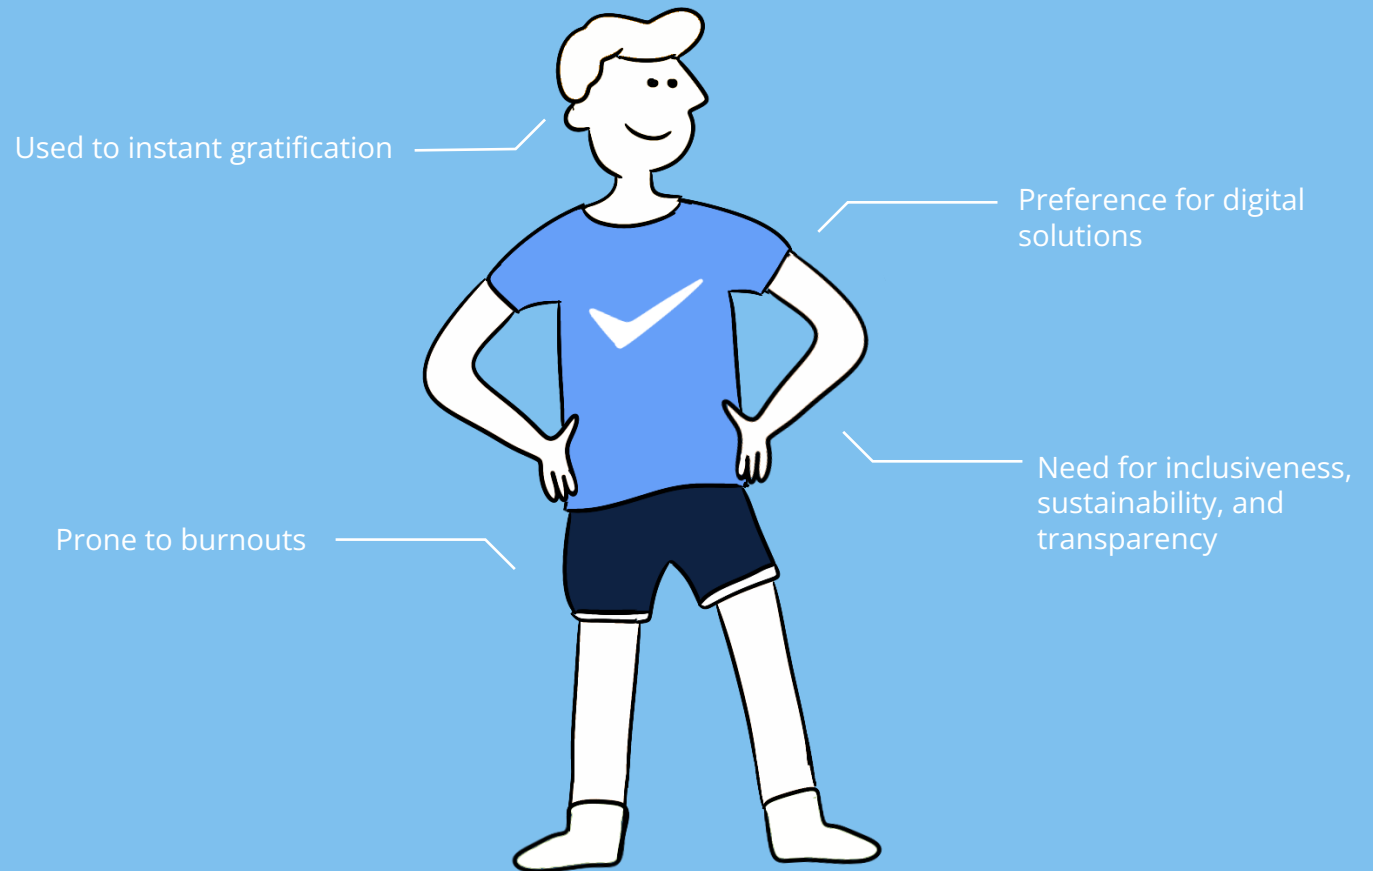 Used to instant gratification
Preference for digital
solutions
Need for inclusiveness,
sustainability, and
transparency
Prone to burnouts